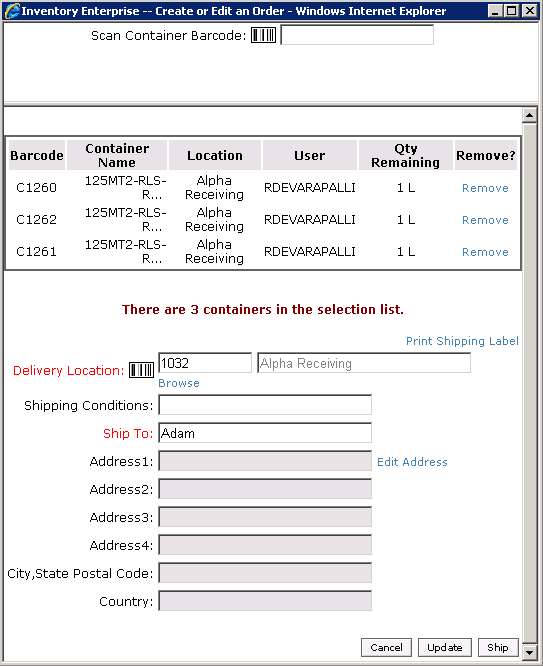 Inventory Enterprise -- Create or Edit an Order - Windows Internet Explorer
Scan Container Barcode:
Barcode Container Name Location User Qty Remaining Remove?
C1260 125MT2-RLS-R... Alpha Receiving RDEVARAPALLI 1 L Remove
C1262 125MT2-RLS-R... Alpha Receiving RDEVARAPALLI 1 L Remove
C1261 125MT2-RLS-R... Alpha Receiving RDEVARAPALLI 1 L Remove
There are 3 containers in the selection list.
Print Shipping Label
Delivery Location: 1032 Alpha Receiving
Browse
Shipping Conditions:
Ship To: Adam
Address1: Edit Address
Address2:
Address3:
Address4:
City,State Postal Code:
Country:
Cancel Update Ship